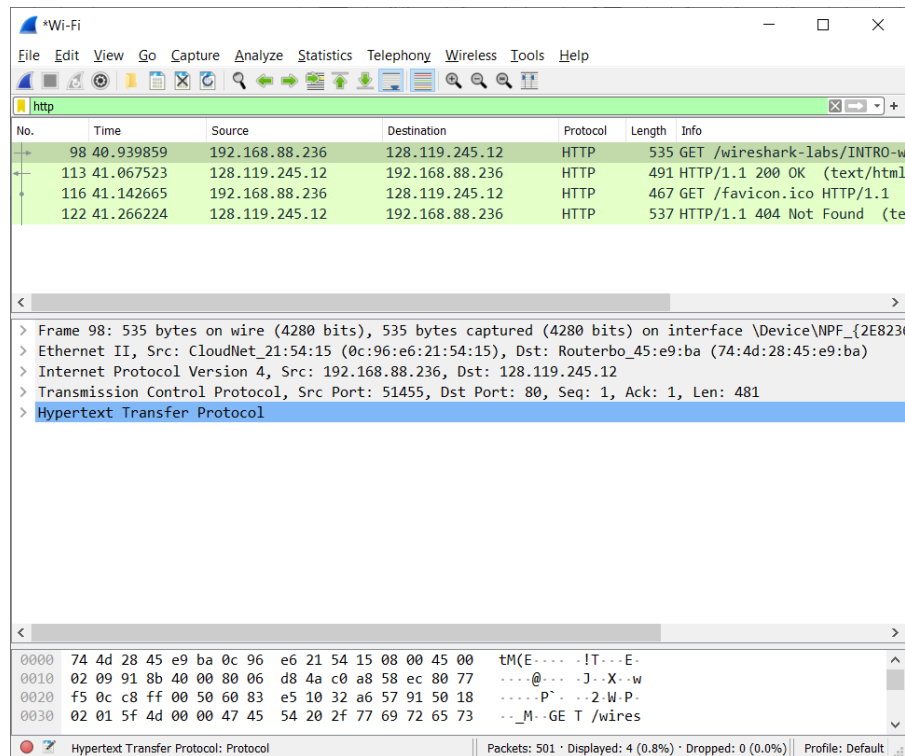 *Wi-Fi
File Edit View Go Capture Analyze Statistics Telephony Wireless Tools Help
http
No. Time Source Destination Protocol Length Info
98 40.939859 192.168.88.236 128.119.245.12 HTTP 535 GET /wireshark-labs/INTRO-w
113 41.067523 128.119.245.12 192.168.88.236 HTTP 491 HTTP/1.1 200 OK (text/html
116 41.142665 192.168.88.236 128.119.245.12 HTTP 467 GET /favicon.ico HTTP/1.1
122 41.266224 128.119.245.12 192.168.88.236 HTTP 537 HTTP/1.1 404 Not Found (te
> Frame 98: 535 bytes on wire (4280 bits), 535 bytes captured (4280 bits) on interface \Device\NPF_{2E8236
> Ethernet II, Src: CloudNet_21:54:15 (0c:96:e6:21:54:15), Dst: Routerbo_45:e9:ba (74:4d:28:45:e9:ba)
> Internet Protocol Version 4, Src: 192.168.88.236, Dst: 128.119.245.12
> Transmission Control Protocol, Src Port: 51455, Dst Port: 80, Seq: 1, Ack: 1, Len: 481
> Hypertext Transfer Protocol
0000 74 4d 28 45 e9 ba 0c 96 e6 21 54 15 08 00 45 00 tM(E···· ·!T···E·
0010 02 09 91 8b 40 00 80 06 d8 4a c0 a8 58 ec 80 77 ····@··· ·J··X··w
0020 f5 0c c8 ff 00 50 60 83 e5 10 32 a6 57 91 50 18 ·····P`· ··2·W·P·
0030 02 01 5f 4d 00 00 47 45 54 20 2f 77 69 72 65 73 ··_M··GE T /wires
Hypertext Transfer Protocol: Protocol Packets: 501 · Displayed: 4 (0.8%) · Dropped: 0 (0.0%) Profile: Default